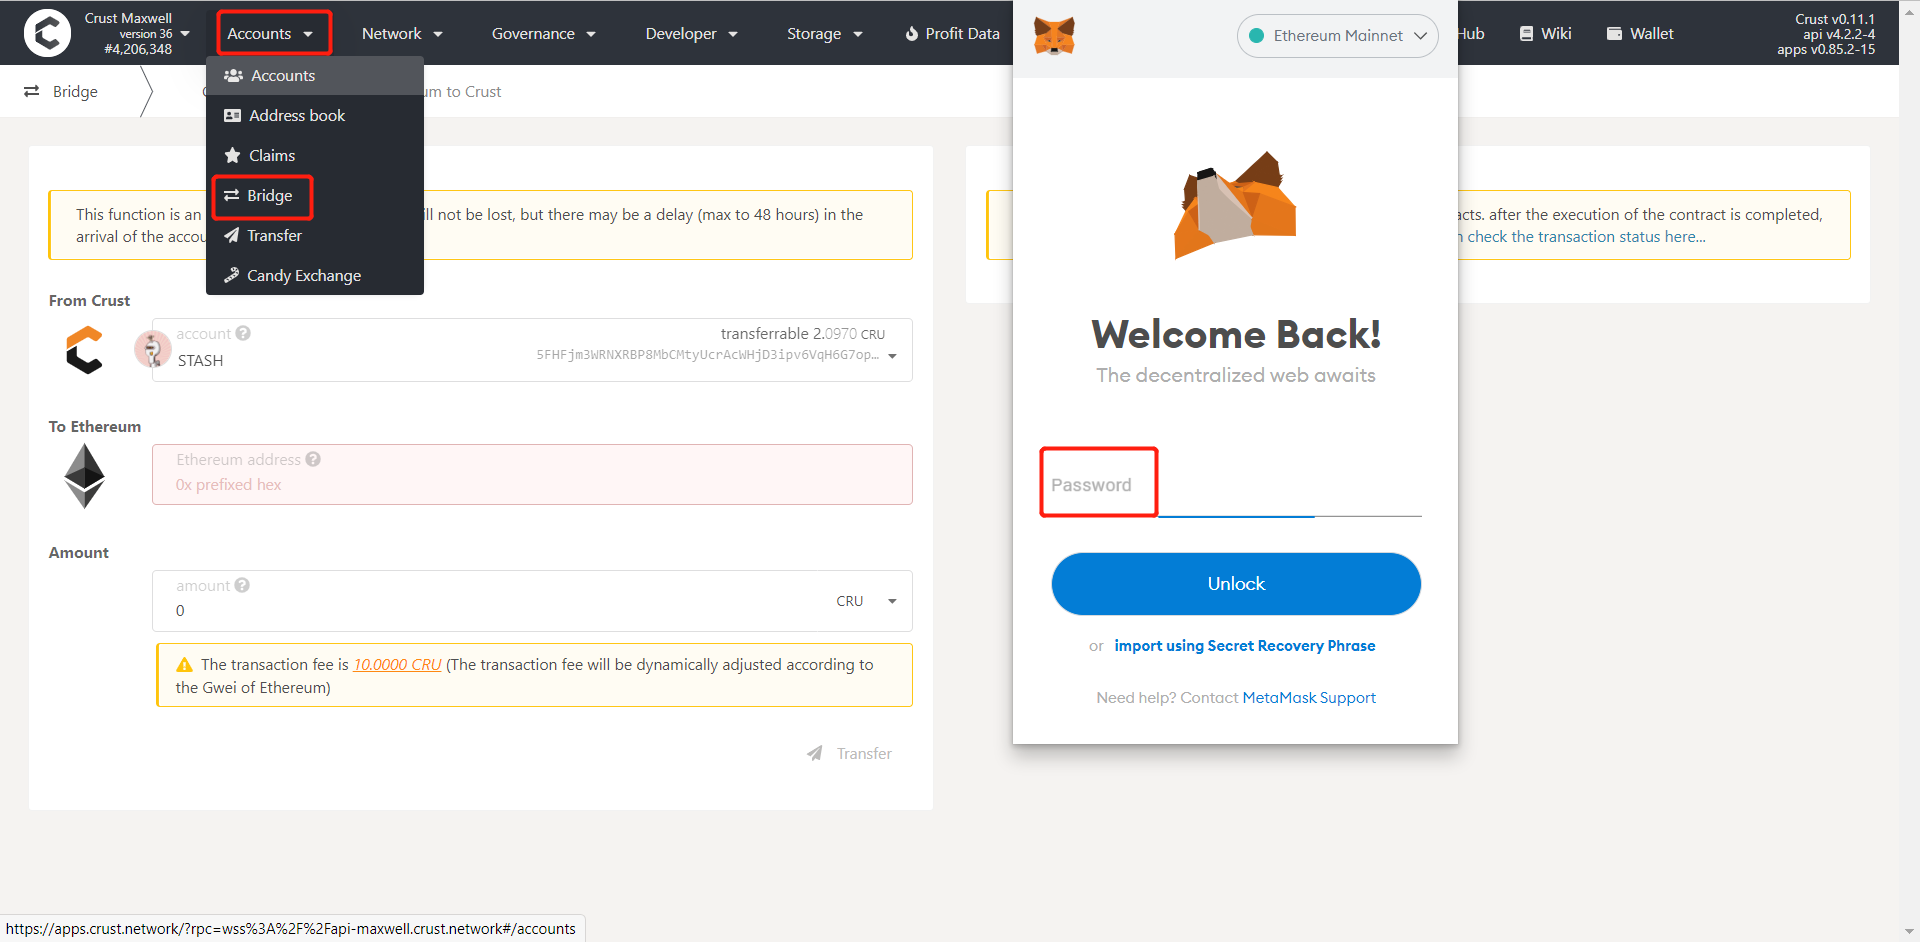 Crust Maxwell
version 36
#4,206,348
Accounts
Network
Governance
Developer
Storage
Profit Data
Hub
Wiki
Wallet
Crust v0.11.1
api v4.2.2-4
apps v0.85.2-15
Bridge
to Crust
Accounts
Address book
Claims
Bridge
Transfer
Candy Exchange
This function is an
not be lost, but there may be a delay (max to 48 hours) in the
arrival of the
From Crust
account
STASH
transferrable 2.0970 CRU
5FHFjm3WRNXRBP8MbCMtyUcrAcWHjD3ipv6VqH6G7op…
To Ethereum
Ethereum address
0x prefixed hex
Amount
amount
0
CRU
The transaction fee is 10.0000 CRU (The transaction fee will be dynamically adjusted according to
the Gwei of Ethereum)
Transfer
after the execution of the contract is completed,
check the transaction status here...
Ethereum Mainnet
Welcome Back!
The decentralized web awaits
Password
Unlock
or import using Secret Recovery Phrase
Need help? Contact MetaMask Support
https://apps.crust.network/?rpc=wss%3A%2F%2Fapi-maxwell.crust.network#/accounts